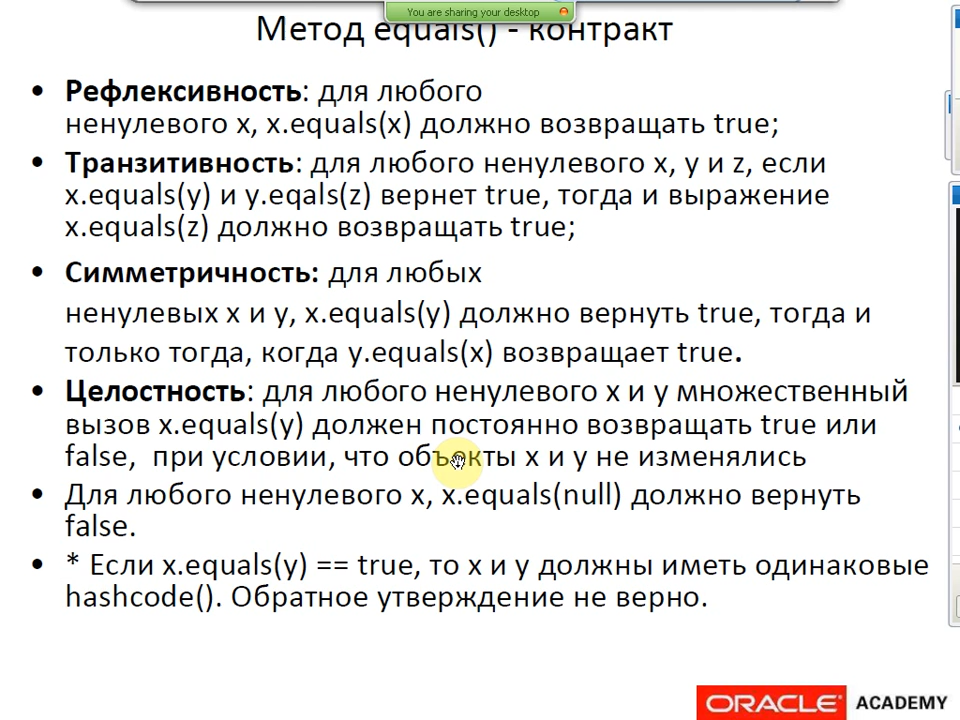 You are sharing your desktop
Метод equals() - контракт
• Рефлексивность: для любого
ненулевого x, x.equals(x) должно возвращать true;
• Транзитивность: для любого ненулевого x, y и z, если
x.equals(y) и y.eqals(z) вернет true, тогда и выражение
x.equals(z) должно возвращать true;
• Симметричность: для любых
ненулевых x и y, x.equals(y) должно вернуть true, тогда и
только тогда, когда y.equals(x) возвращает true.
• Целостность: для любого ненулевого x и y множественный
вызов x.equals(y) должен постоянно возвращать true или
false, при условии, что объекты x и y не изменялись
• Для любого ненулевого x, x.equals(null) должно вернуть
false.
• * Если x.equals(y) == true, то x и y должны иметь одинаковые
hashcode(). Обратное утверждение не верно.
ORACLE ACADEMY